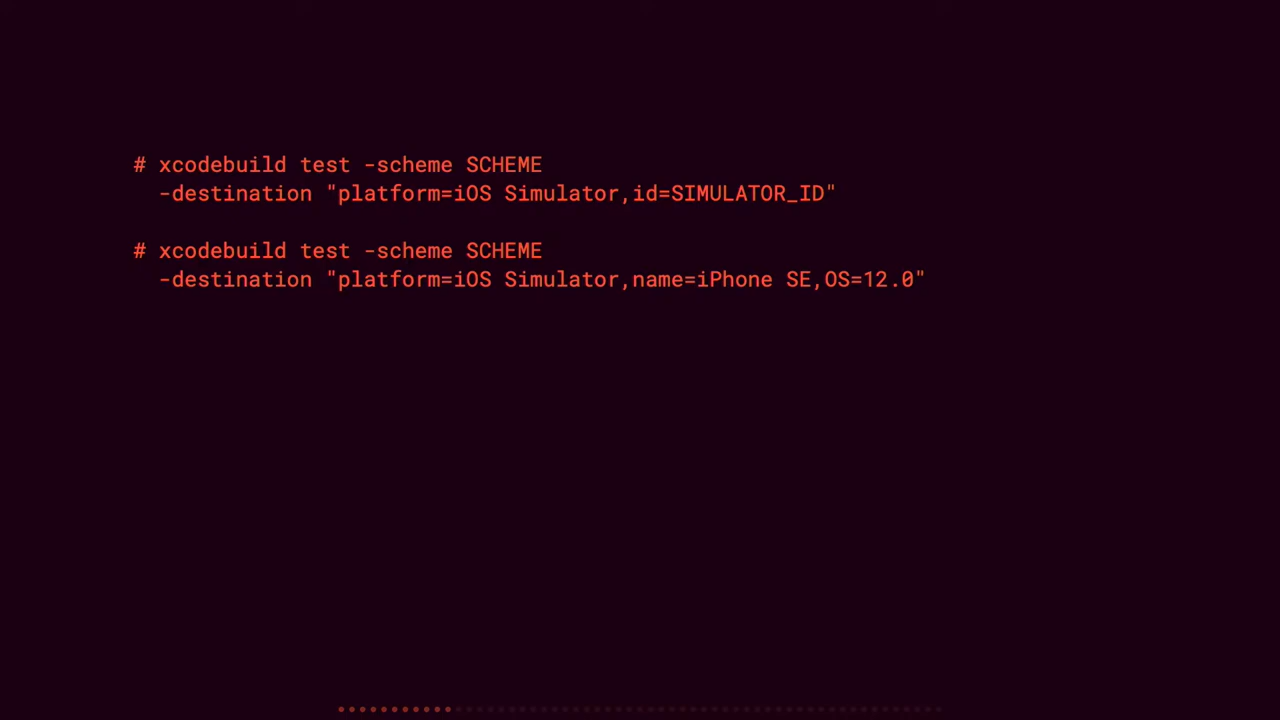 # xcodebuild test -scheme SCHEME
-destination "platform=iOS Simulator,id=SIMULATOR_ID"
# xcodebuild test -scheme SCHEME
-destination "platform=iOS Simulator,name=iPhone SE,OS=12.0"